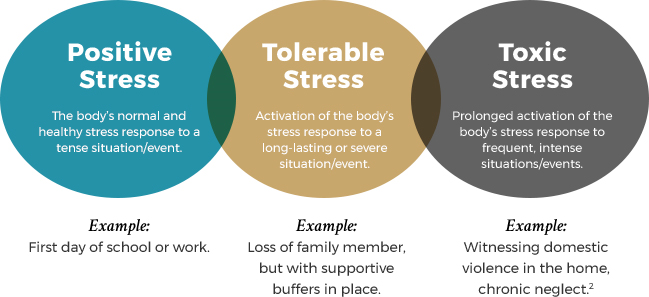 Positive
Stress
The body's normal and
healthy stress response to a
tense situation/event.
Tolerable
Stress
Activation of the body's
stress response to a
long-lasting or severe
situation/event.
Toxic
Stress
Prolonged activation of the
body's stress response to
frequent, intense
situations/events.
Example:
First day of school or work.
Example:
Loss of family member,
but with supportive
buffers in place.
Example:
Witnessing domestic
violence in the home,
chronic neglect.²